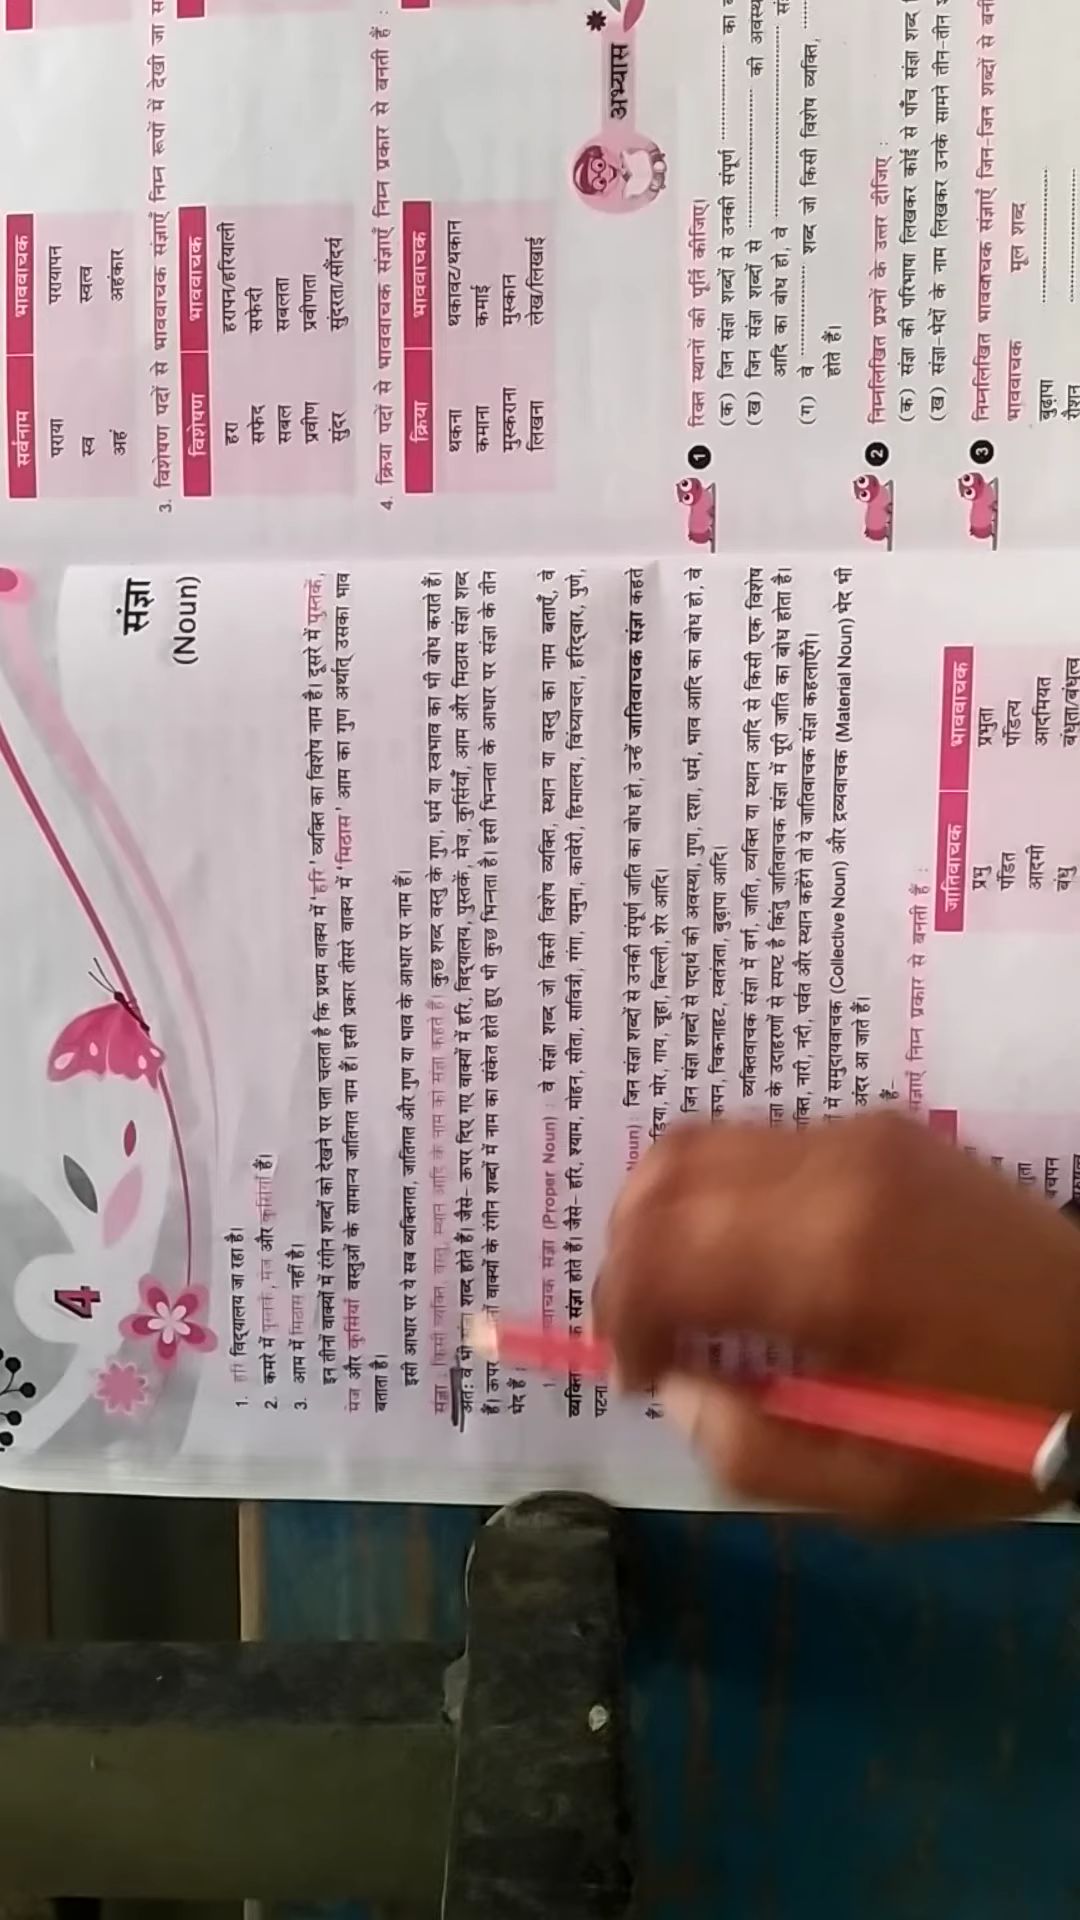 4
संज्ञा
(Noun)
1. हरि विद्‌यालय जा रहा है।
2. कमरे में पुस्तकें, मेज और कुर्सियाँ हैं।
3. आम में मिठास नहीं है।
इन तीनों वाक्यों में रंगीन शब्दों को देखने पर पता चलता है कि प्रथम वाक्य में 'हरि' व्यक्ति का विशेष नाम है। दूसरे में पुस्तकें,
मेज और कुर्सियाँ वस्तुओं के सामान्य जातिगत नाम हैं। इसी प्रकार तीसरे वाक्य में 'मिठास' आम का गुण अर्थात् उसका भाव
बताता है।
इसी आधार पर ये सब व्यक्तिगत, जातिगत और गुण या भाव के आधार पर नाम हैं।
संज्ञा : किसी व्यक्ति, वस्तु, स्थान आदि के नाम को संज्ञा कहते हैं। कुछ शब्द वस्तु के गुण, धर्म या स्वभाव का भी बोध कराते हैं।
अतः वे भी संज्ञा शब्द होते हैं। जैसे– ऊपर दिए गए वाक्यों में हरि, विद्‌यालय, पुस्तकें, मेज, कुर्सियाँ, आम और मिठास संज्ञा शब्द
हैं। ऊपर वाक्यों के रंगीन शब्दों में नाम का संकेत होते हुए भी कुछ भिन्नता है। इसी भिन्नता के आधार पर संज्ञा के तीन
भेद हैं :
1. वाचक संज्ञा (Proper Noun) : वे संज्ञा शब्द जो किसी विशेष व्यक्ति, स्थान या वस्तु का नाम बताएँ, वे
संज्ञा होते हैं। जैसे– हरि, श्याम, मोहन, सीता, सावित्री, गंगा, यमुना, कावेरी, हिमालय, विंध्याचल, हरिद्‌वार, पुणे,
पटना
Noun) : जिन संज्ञा शब्दों से उनकी संपूर्ण जाति का बोध हो, उन्हें जातिवाचक संज्ञा कहते
हैं। मोर, गाय, चूहा, बिल्ली, शेर आदि।
जिन संज्ञा शब्दों से पदार्थ की अवस्था, गुण, दशा, धर्म, भाव आदि का बोध हो, वे
चिकनाहट, स्वतंत्रता, बुढ़ापा आदि।
व्यक्तिवाचक संज्ञा में वर्ग, जाति, व्यक्ति या स्थान आदि से किसी एक विशेष
के उदाहरणों से स्पष्ट है किंतु जातिवाचक संज्ञा में पूरी जाति का बोध होता है।
नारी, नदी, पर्वत और स्थान कहेंगे तो ये जातिवाचक संज्ञा कहलाएँगे।
में समुदायवाचक (Collective Noun) और द्रव्यवाचक (Material Noun) भेद भी
अंदर आ जाते हैं।
हैं–
संज्ञाएँ निम्न प्रकार से बनती हैं :
जातिवाचक भाववाचक
प्रभु प्रभुता
पंडित पांडित्य
आदमी आदमियत
बंधु बंधुता/बंधुत्व
सर्वनाम भाववाचक
पराया परायापन
स्व स्वत्व
अहं अहंकार
3. विशेषण पदों से भाववाचक संज्ञाएँ निम्न रूपों में देखी जा
विशेषण भाववाचक
हरा हरापन/हरियाली
सफेद सफेदी
सबल सबलता
प्रवीण प्रवीणता
सुंदर सुंदरता/सौंदर्य
4. क्रिया पदों से भाववाचक संज्ञाएँ निम्न प्रकार से बनती हैं :
क्रिया भाववाचक
थकना थकावट/थकान
कमाना कमाई
मुस्कराना मुस्कान
लिखना लेख/लिखाई
अभ्यास
1 रिक्त स्थानों की पूर्ति कीजिए।
(क) जिन संज्ञा शब्दों से उनकी संपूर्ण .............. का
(ख) जिन संज्ञा शब्दों से .............. की
आदि का बोध हो, वे ..............
(ग) वे .............. शब्द जो किसी विशेष व्यक्ति,
होते हैं।
2 निम्नलिखित प्रश्नों के उत्तर दीजिए :
(क) संज्ञा की परिभाषा लिखकर कोई से पाँच संज्ञा शब्द
(ख) संज्ञा-भेदों के नाम लिखकर उनके सामने तीन-तीन
3 निम्नलिखित भाववाचक संज्ञाएँ जिन-जिन शब्दों से
भाववाचक मूल शब्द
बुढ़ापा ..............